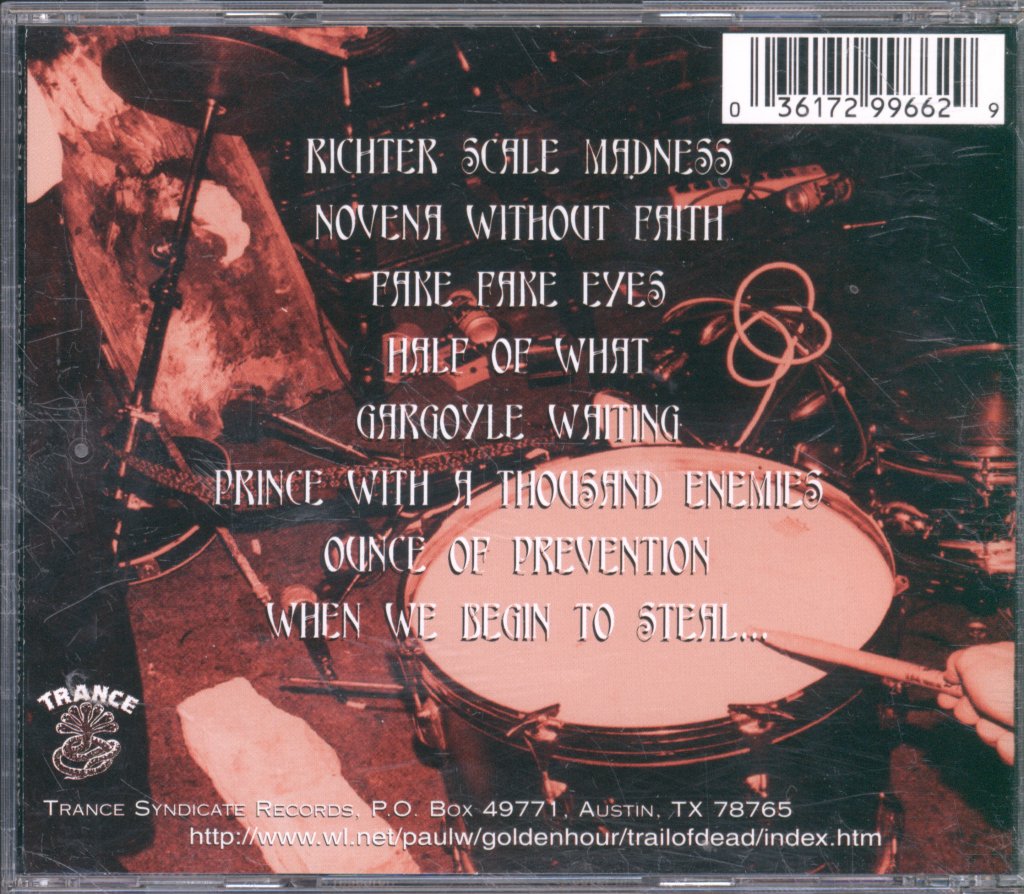 0 36172 99662 9
RICHTER SCALE MADNESS
NOVENA WITHOUT FAITH
FAKE FAKE EYES
HALF OF WHAT
GARGOYLE WAITING
PRINCE WITH A THOUSAND ENEMIES
OUNCE OF PREVENTION
WHEN WE BEGIN TO STEAL...
TRANCE
TRANCE SYNDICATE RECORDS, P.O. BOX 49771, AUSTIN, TX 78765
http://www.wl.net/paulw/goldenhour/trailofdead/index.htm